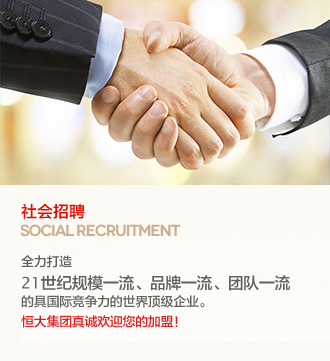 社会招聘
SOCIAL RECRUITMENT
全力打造
21世纪规模一流、品牌一流、团队一流
的具国际竞争力的世界顶级企业。
恒大集团真诚欢迎您的加盟！